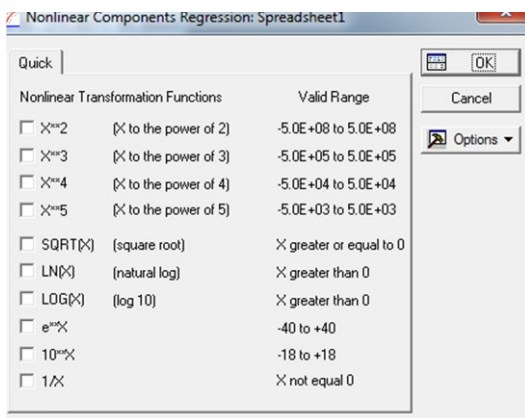 Nonlinear Components Regression: Spreadsheet1
Quick
OK
Nonlinear Transformation Functions Valid Range
Cancel
X**2 (X to the power of 2) -5.0E+08 to 5.0E+08
Options
X**3 (X to the power of 3) -5.0E+05 to 5.0E+05
X**4 (X to the power of 4) -5.0E+04 to 5.0E+04
X**5 (X to the power of 5) -5.0E+03 to 5.0E+03
SQRT(X) (square root) X greater or equal to 0
LN(X) (natural log) X greater than 0
LOG(X) (log 10) X greater than 0
e**X -40 to +40
10**X -18 to +18
1/X X not equal 0